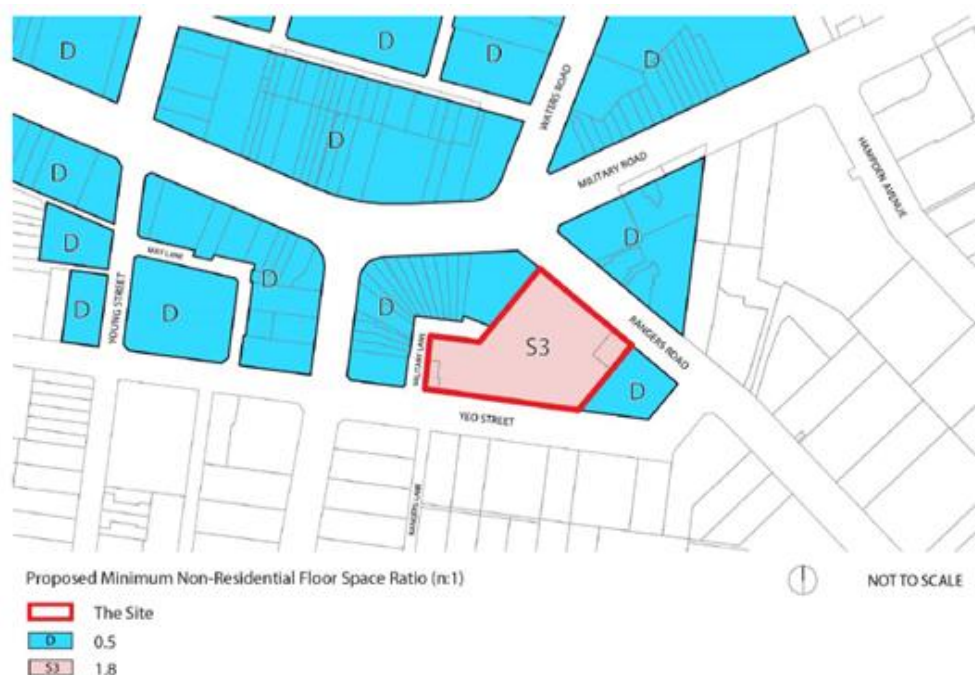 D
D
D
D
WATERS ROAD
D
MILITARY ROAD
HAMPDEN AVENUE
D
D
D
MAY LANE
D
D
D
YOUNG STREET
D
MILITARY LANE
S3
RANGERS ROAD
D
YEO STREET
RANGERS LANE
Proposed Minimum Non-Residential Floor Space Ratio (n:1)
NOT TO SCALE
The Site
D 0.5
S3 1.8